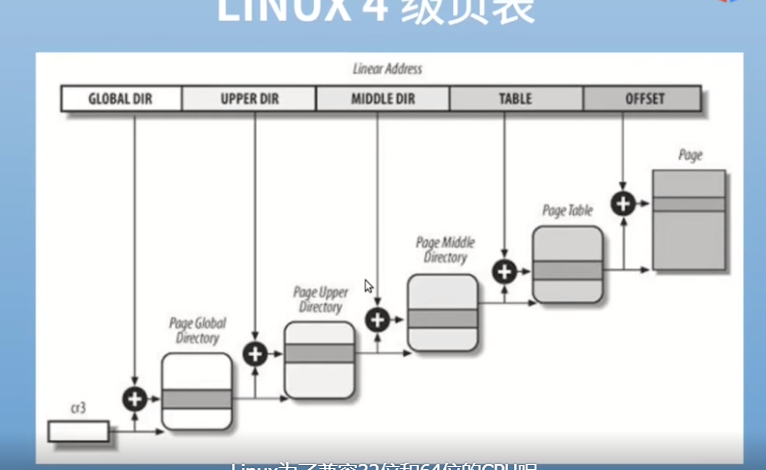 LINUX 4 级页表
Linear Address
GLOBAL DIR
UPPER DIR
MIDDLE DIR
TABLE
OFFSET
Page
Page Table
Page Middle
Directory
Page Upper
Directory
Page Global
Directory
cr3
Linux为了兼容32位和64位的CPU呢